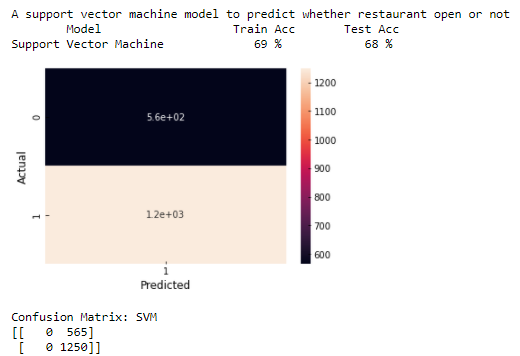 A support vector machine model to predict whether restaurant open or not
Model Train Acc Test Acc
Support Vector Machine 69 % 68 %
0
5.6e+02
Actual
1
1.2e+03
1
Predicted
1200
1100
1000
900
800
700
600
Confusion Matrix: SVM
[[ 0 565]
[ 0 1250]]